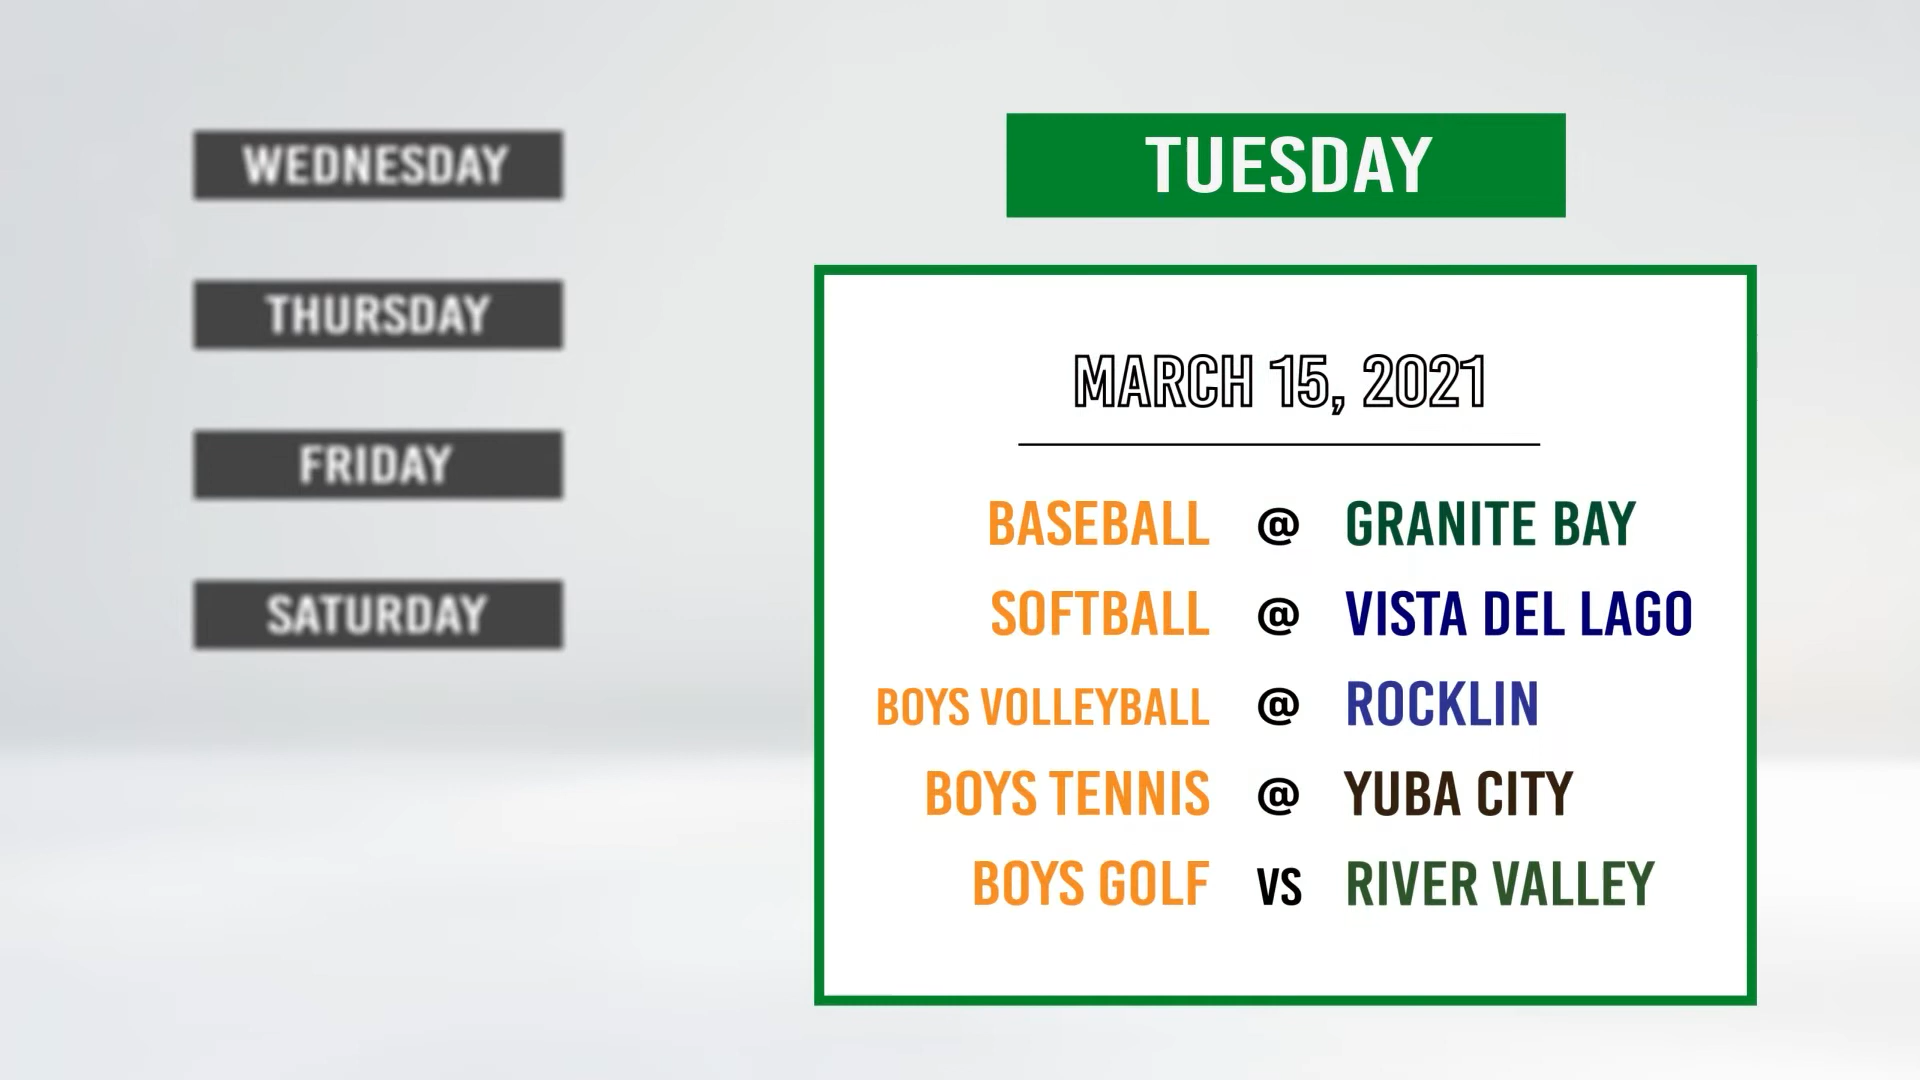 WEDNESDAY
THURSDAY
FRIDAY
SATURDAY
TUESDAY
MARCH 15, 2021
BASEBALL @ GRANITE BAY
SOFTBALL @ VISTA DEL LAGO
BOYS VOLLEYBALL @ ROCKLIN
BOYS TENNIS @ YUBA CITY
BOYS GOLF VS RIVER VALLEY